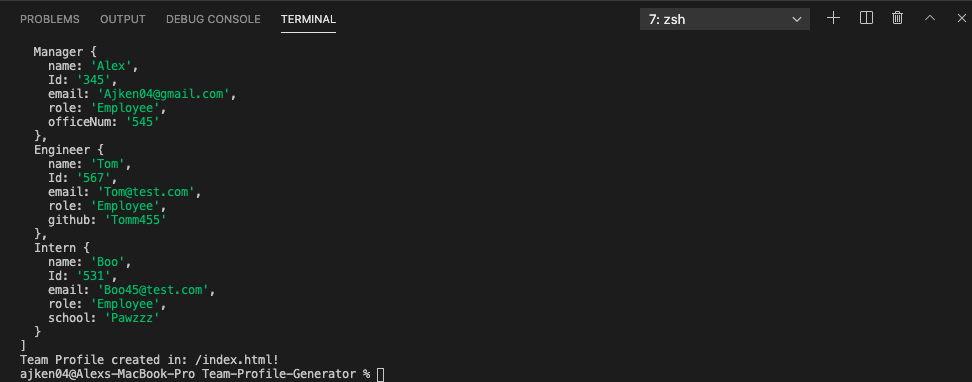 PROBLEMS OUTPUT DEBUG CONSOLE TERMINAL 7: zsh
Manager {
name: 'Alex',
Id: '345',
email: 'Ajken04@gmail.com',
role: 'Employee',
officeNum: '545'
},
Engineer {
name: 'Tom',
Id: '567',
email: 'Tom@test.com',
role: 'Employee',
github: 'Tomm455'
},
Intern {
name: 'Boo',
Id: '531',
email: 'Boo45@test.com',
role: 'Employee',
school: 'Pawzzz'
}
]
Team Profile created in: /index.html!
ajken04@Alexs-MacBook-Pro Team-Profile-Generator %